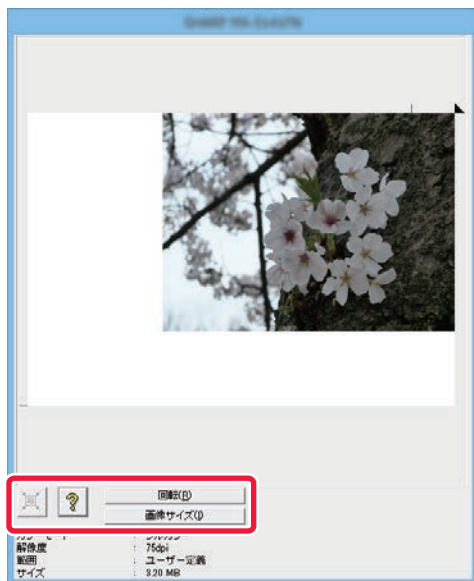 ?
回転(R)
画像サイズ(I)
解像度 : 75dpi
範囲 : ユーザー定義
サイズ : 3.20 MB